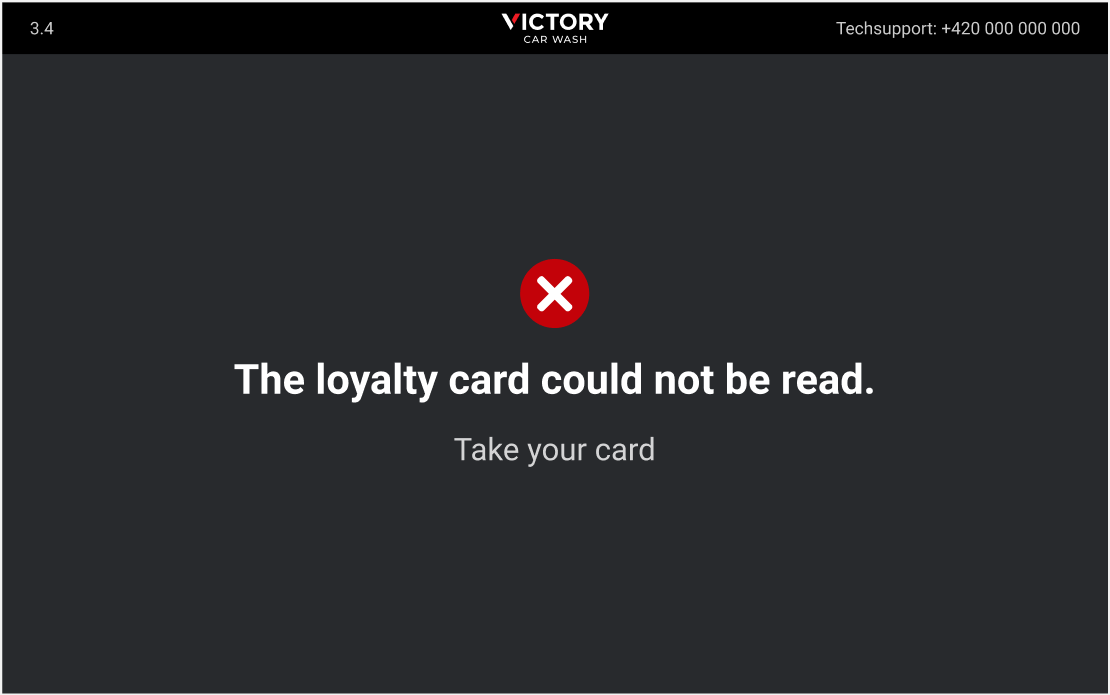 3.4
VICTORY
CAR WASH
Techsupport: +420 000 000 000
The loyalty card could not be read.
Take your card